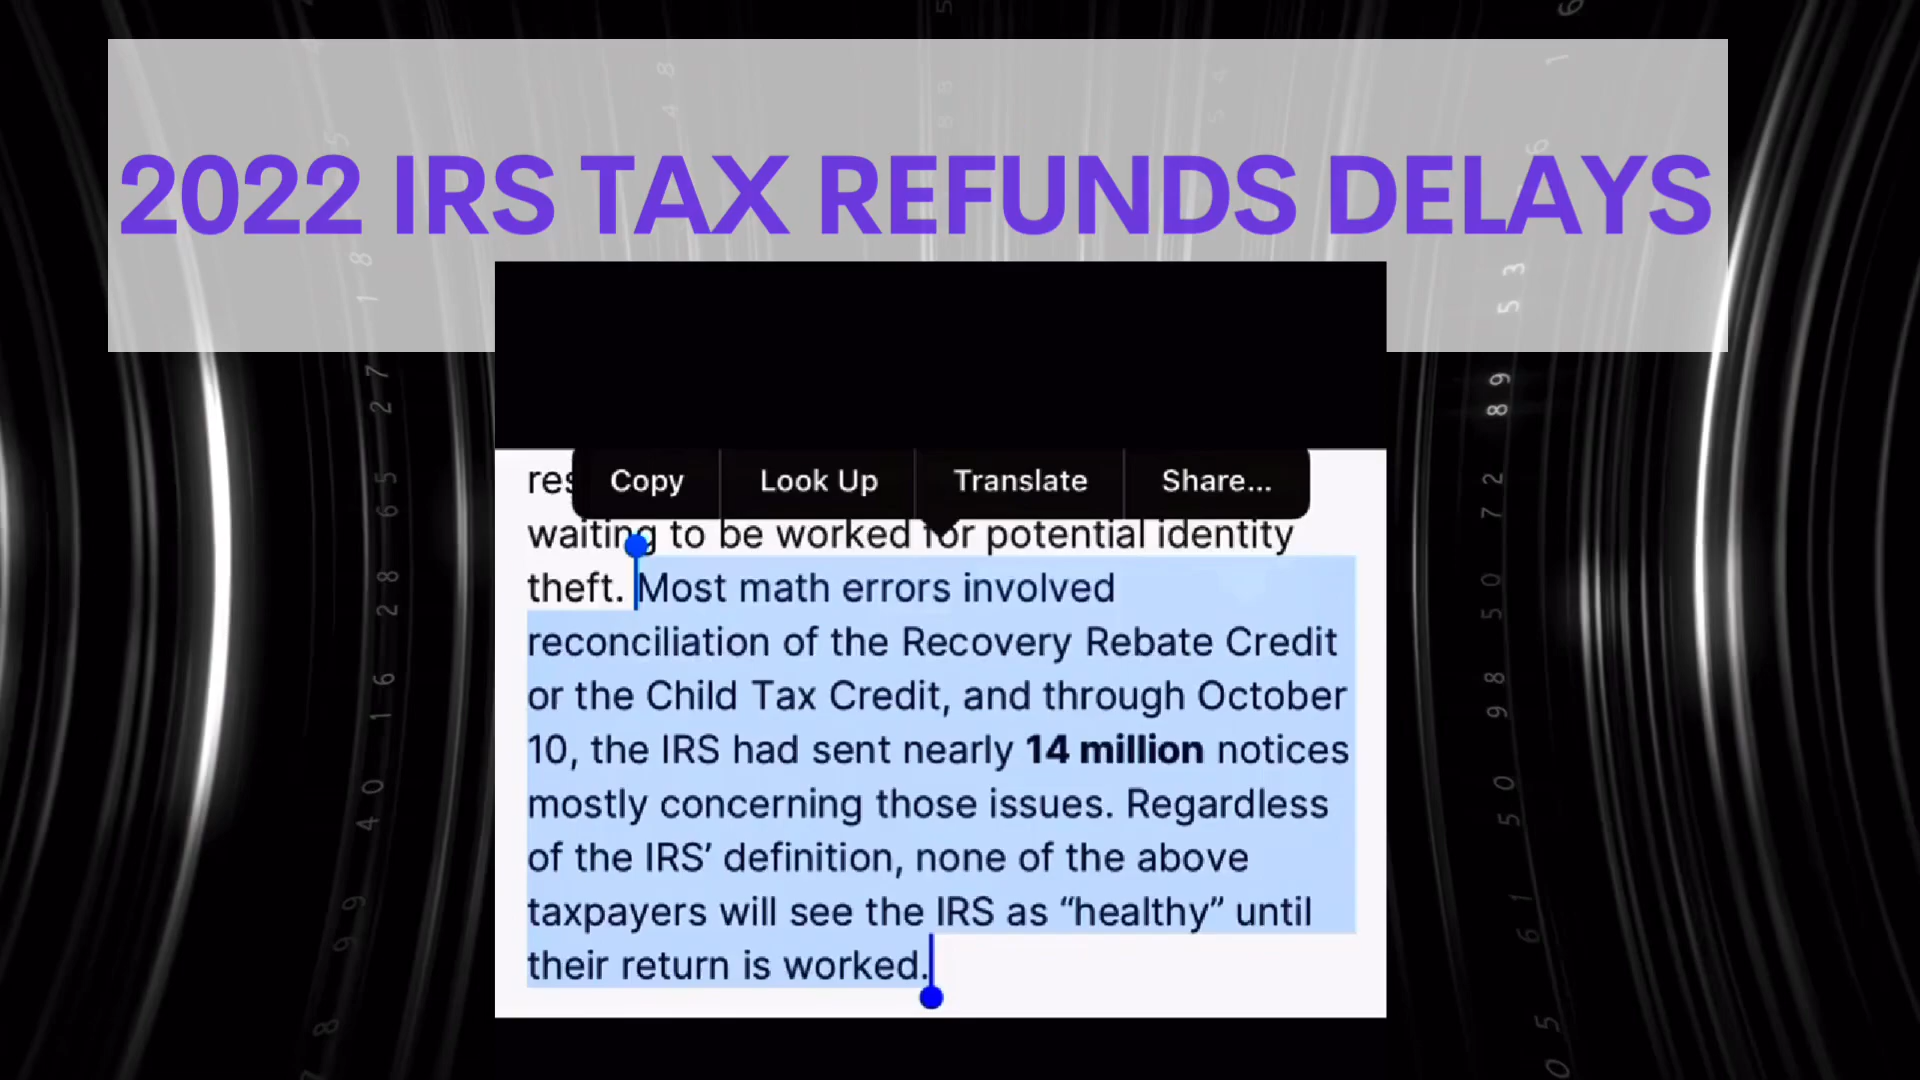 2022 IRS TAX REFUNDS DELAYS
Copy Look Up Translate Share...
waiting to be worked for potential identity
theft. Most math errors involved
reconciliation of the Recovery Rebate Credit
or the Child Tax Credit, and through October
10, the IRS had sent nearly 14 million notices
mostly concerning those issues. Regardless
of the IRS’ definition, none of the above
taxpayers will see the IRS as “healthy” until
their return is worked.